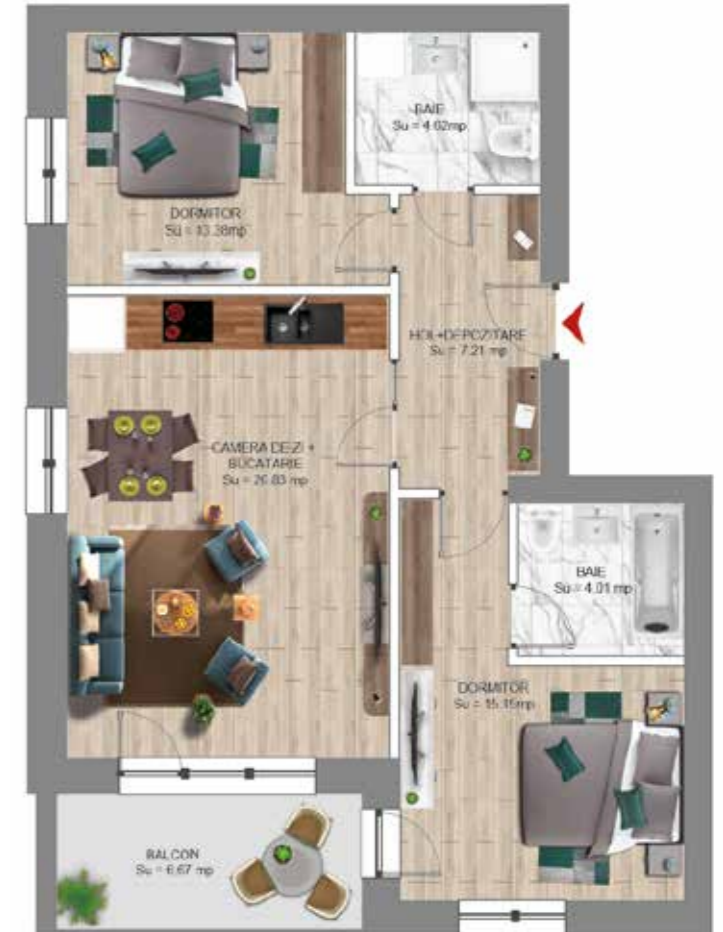 BAIE
Su = 4.02mp
DORMITOR
Su = 13.38mp
HOL+DEPOZITARE
Su = 7.21 mp
CAMERA DE ZI +
BUCATARIE
Su = 26.83 mp
BAIE
Su = 4.01 mp
DORMITOR
Su = 15.15mp
BALCON
Su = 6.67 mp